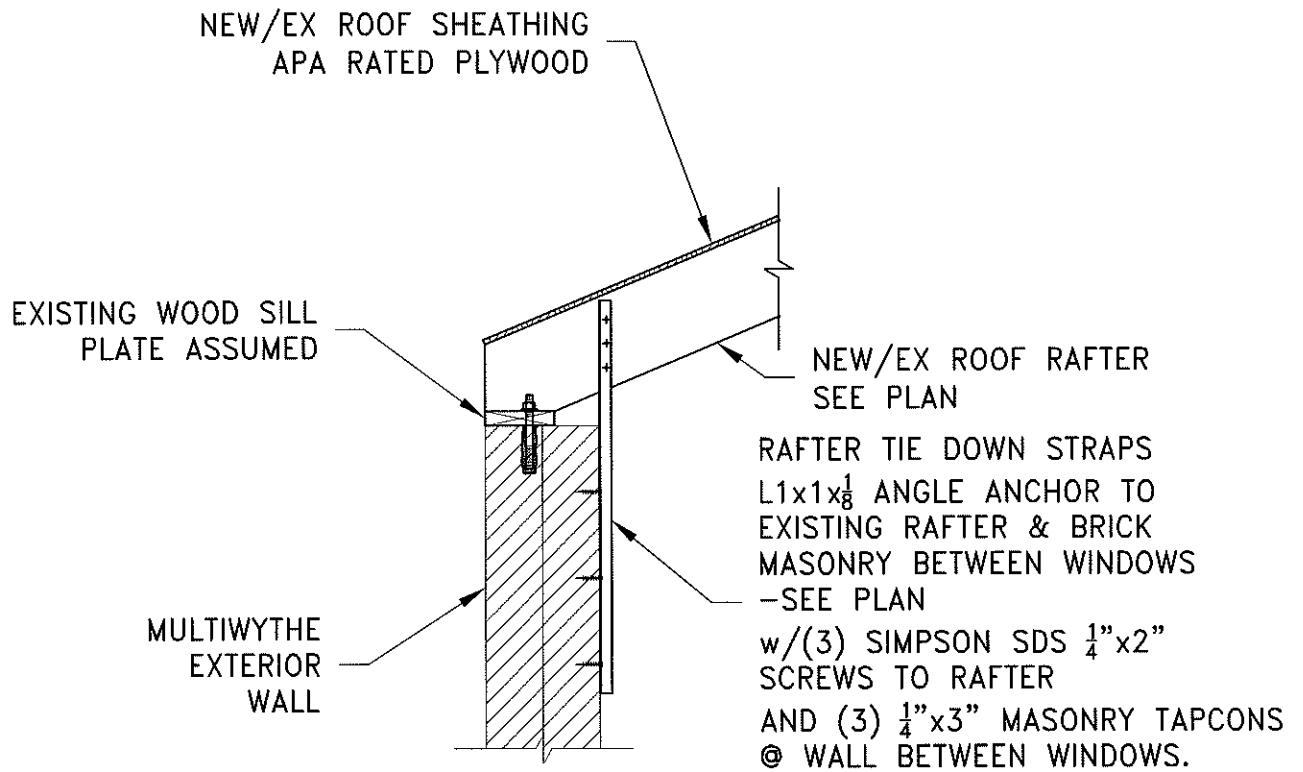 NEW/EX ROOF SHEATHING
APA RATED PLYWOOD
EXISTING WOOD SILL
PLATE ASSUMED
NEW/EX ROOF RAFTER
SEE PLAN
RAFTER TIE DOWN STRAPS
L1x1x1/8 ANGLE ANCHOR TO
EXISTING RAFTER & BRICK
MASONRY BETWEEN WINDOWS
-SEE PLAN
w/(3) SIMPSON SDS 1/4"x2"
SCREWS TO RAFTER
AND (3) 1/4"x3" MASONRY TAPCONS
@ WALL BETWEEN WINDOWS.
MULTIWYTHE
EXTERIOR
WALL